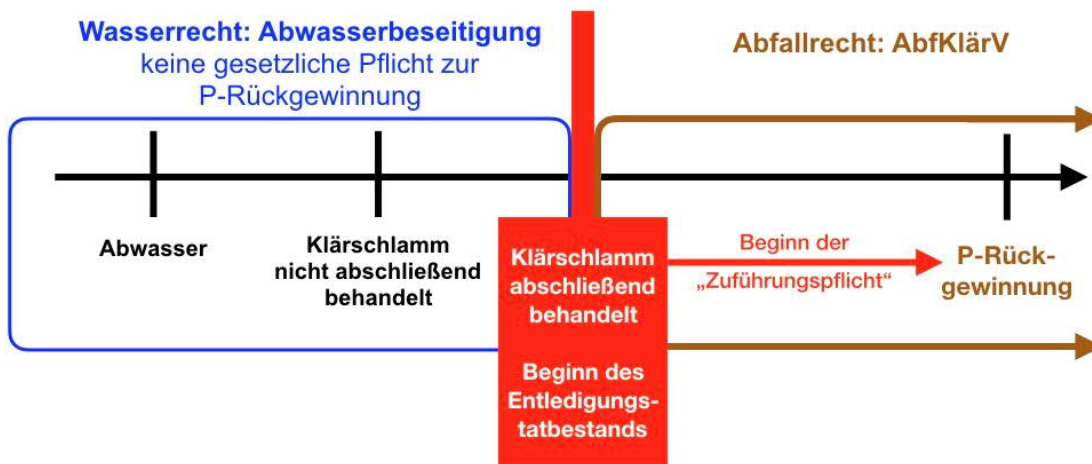 Wasserrecht: Abwasserbeseitigung
keine gesetzliche Pflicht zur
P-Rückgewinnung
Abfallrecht: AbfKlärV
Abwasser
Klärschlamm
nicht abschließend
behandelt
Klärschlamm
abschließend
behandelt
Beginn des
Entledigungs-
tatbestands
Beginn der
„Zuführungspflicht“
P-Rück-
gewinnung